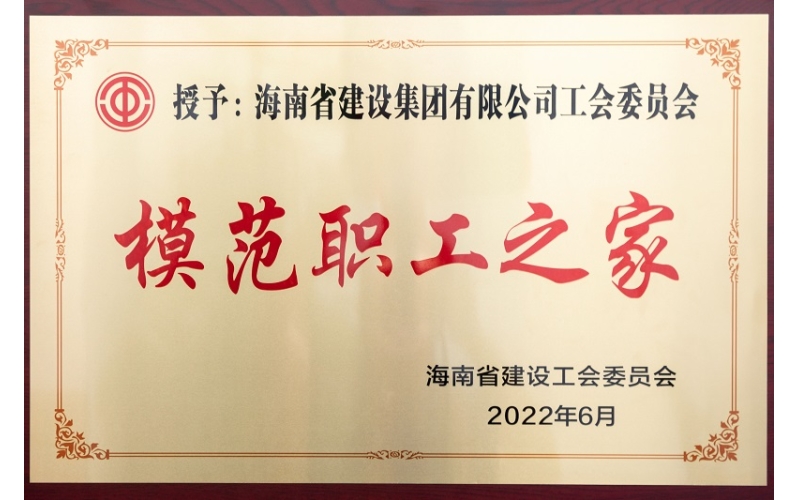 授予：海南省建设集团有限公司工会委员会
模范职工之家
海南省建设工会委员会
2022年6月